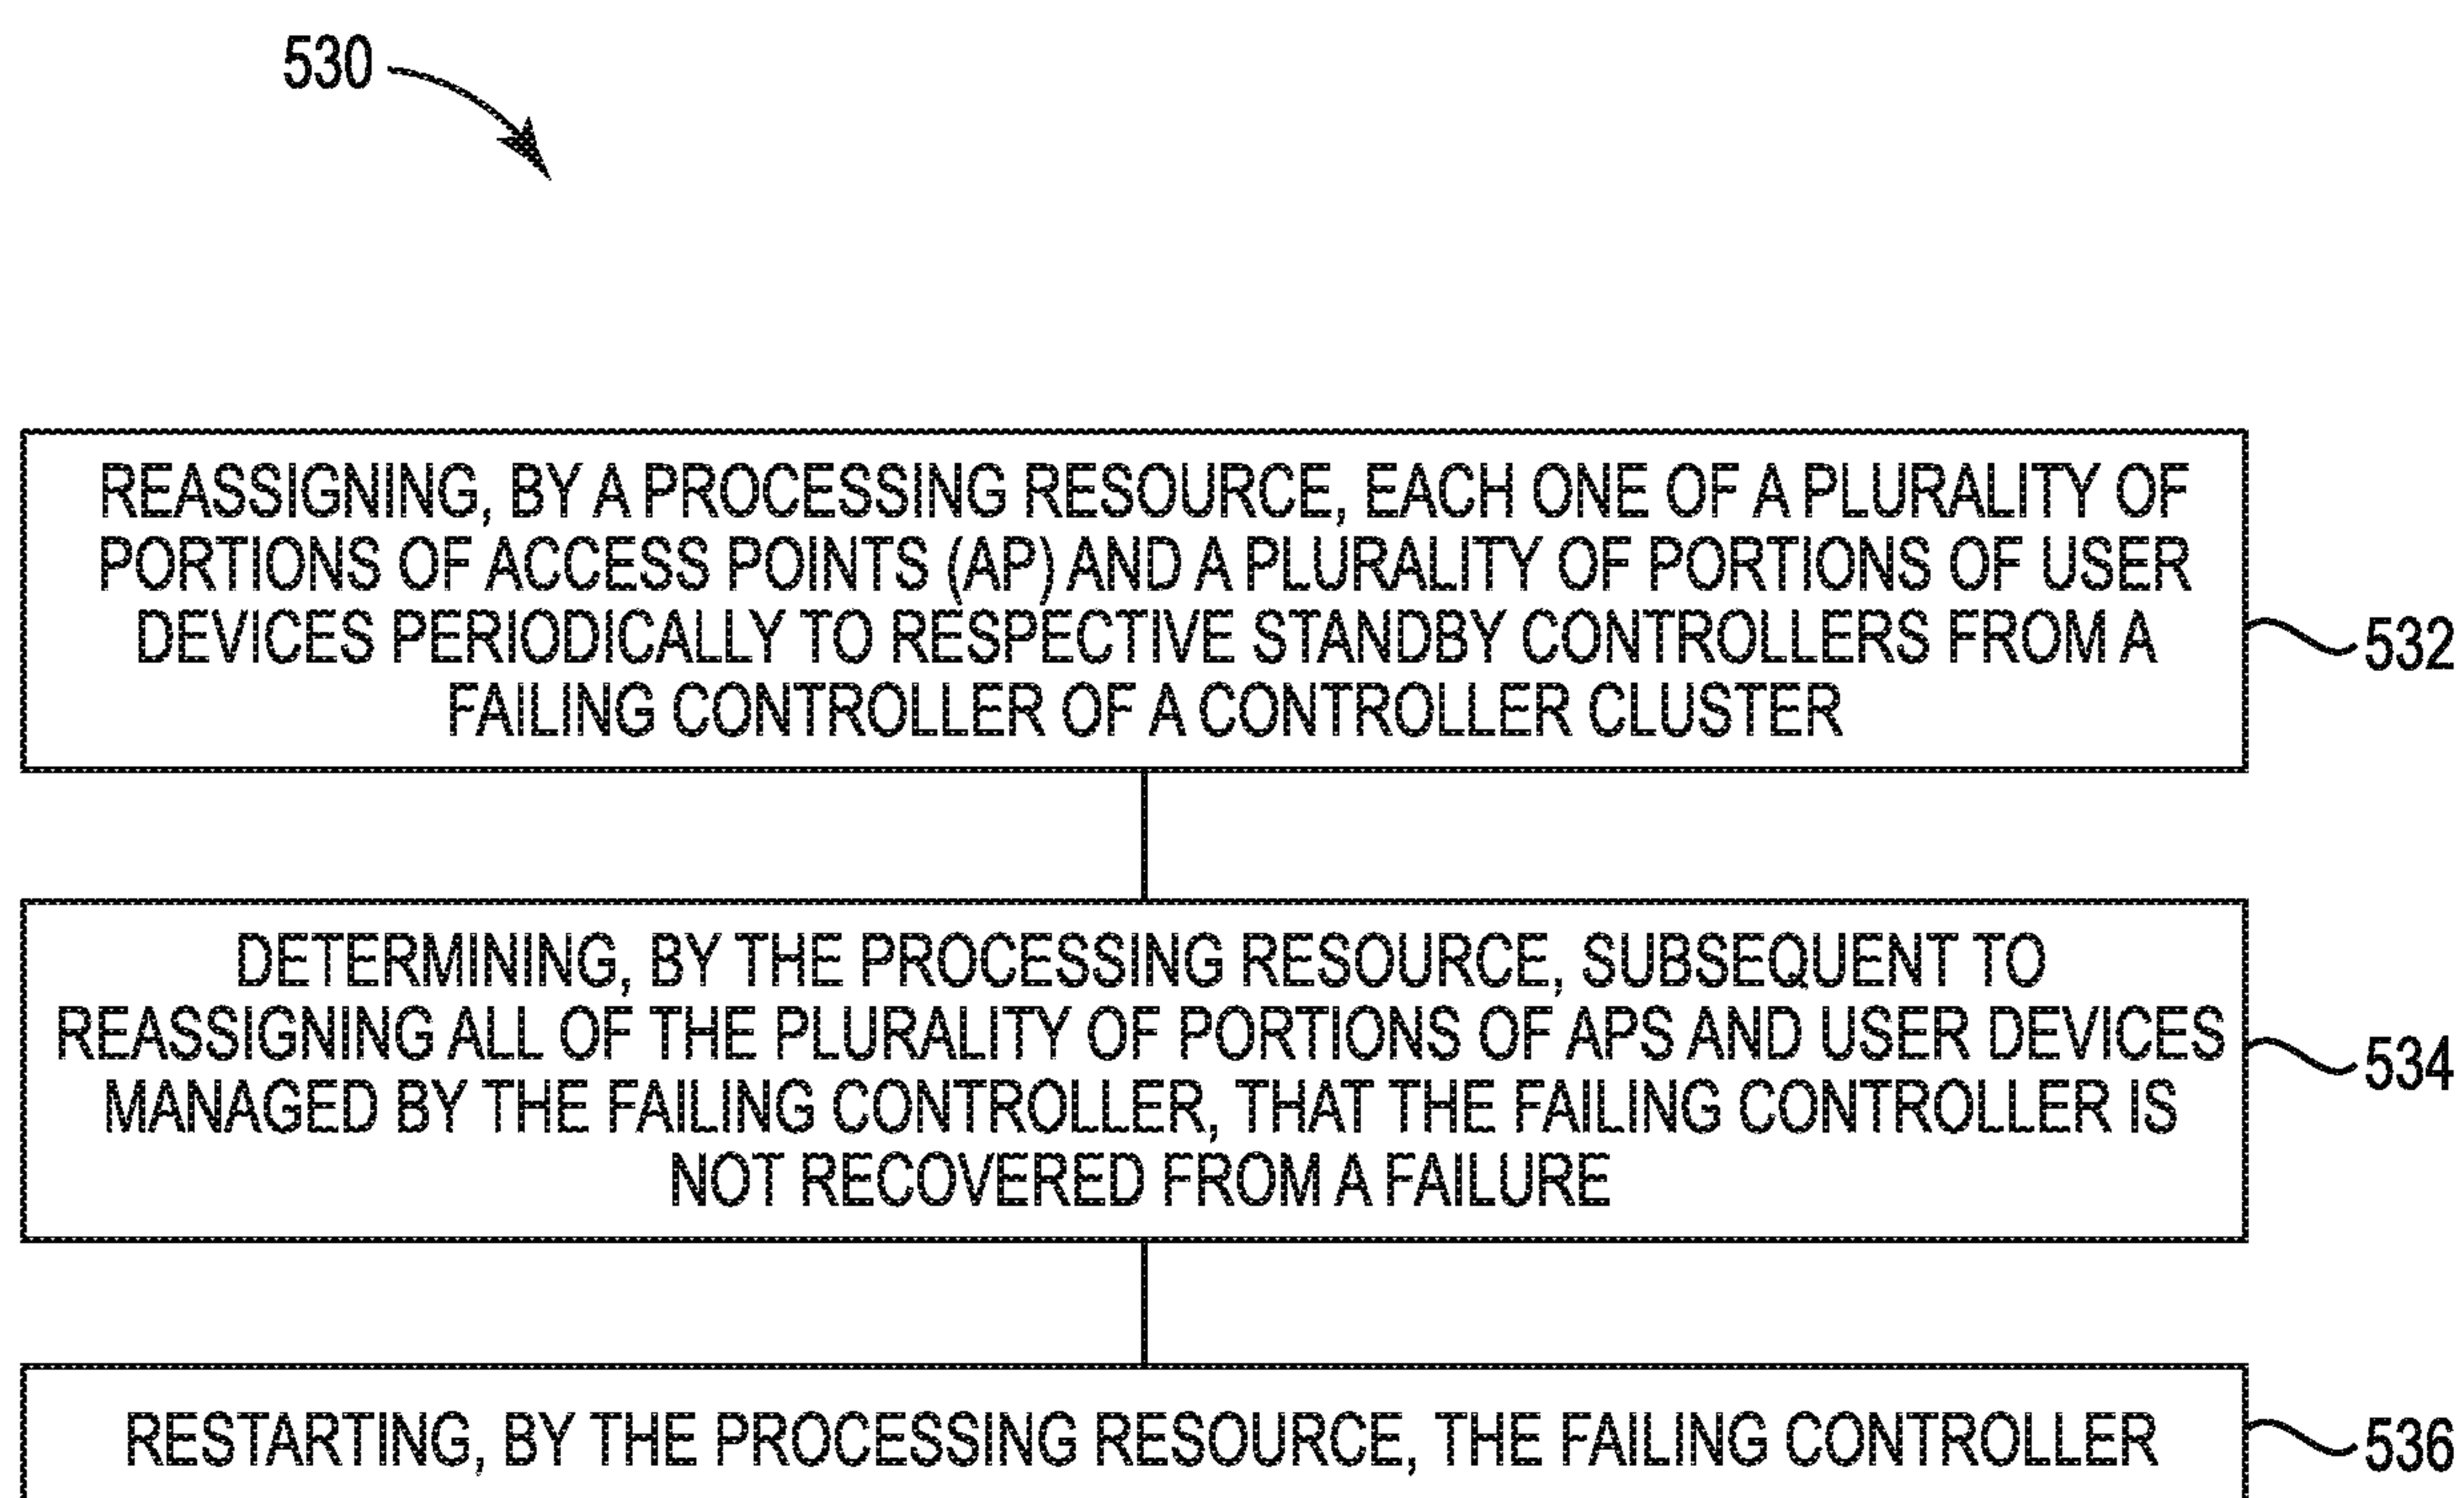 530
REASSIGNING, BY A PROCESSING RESOURCE, EACH ONE OF A PLURALITY OF
PORTIONS OF ACCESS POINTS (AP) AND A PLURALITY OF PORTIONS OF USER
DEVICES PERIODICALLY TO RESPECTIVE STANDBY CONTROLLERS FROM A
FAILING CONTROLLER OF A CONTROLLER CLUSTER
532
DETERMINING, BY THE PROCESSING RESOURCE, SUBSEQUENT TO
REASSIGNING ALL OF THE PLURALITY OF PORTIONS OF APS AND USER DEVICES
MANAGED BY THE FAILING CONTROLLER, THAT THE FAILING CONTROLLER IS
NOT RECOVERED FROM A FAILURE
534
RESTARTING, BY THE PROCESSING RESOURCE, THE FAILING CONTROLLER
536